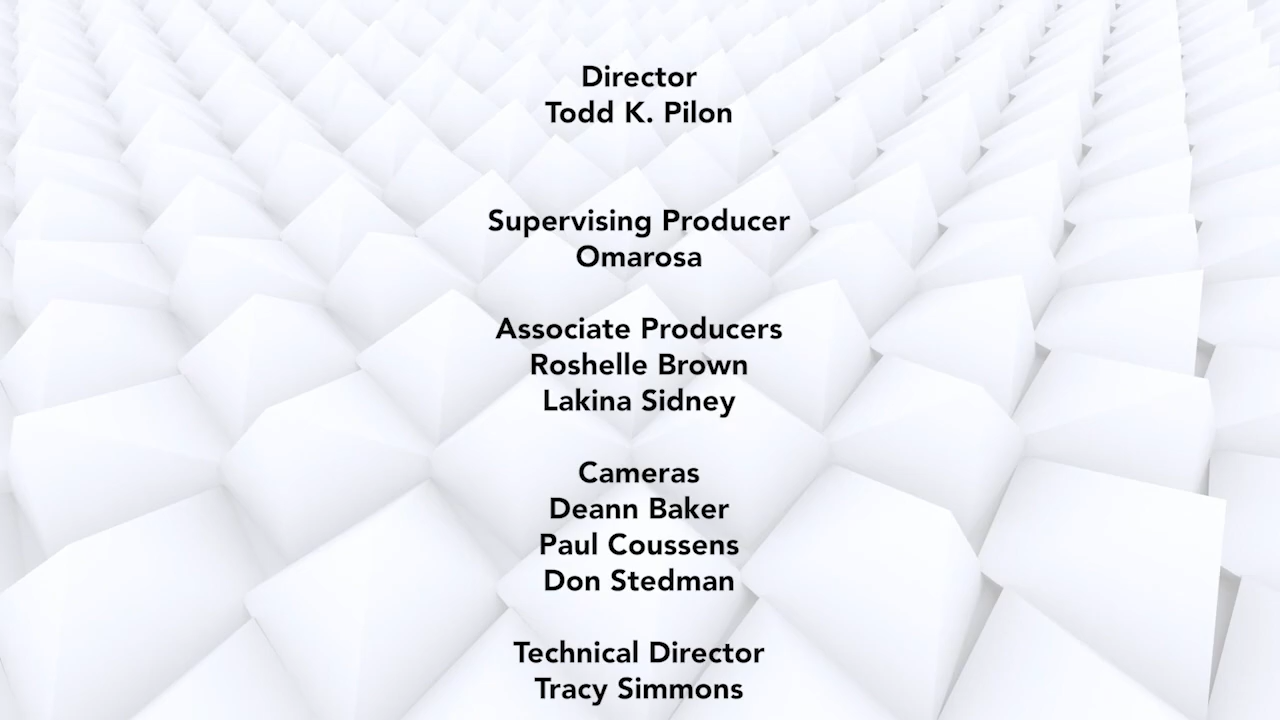 Director
Todd K. Pilon
Supervising Producer
Omarosa
Associate Producers
Roshelle Brown
Lakina Sidney
Cameras
Deann Baker
Paul Coussens
Don Stedman
Technical Director
Tracy Simmons